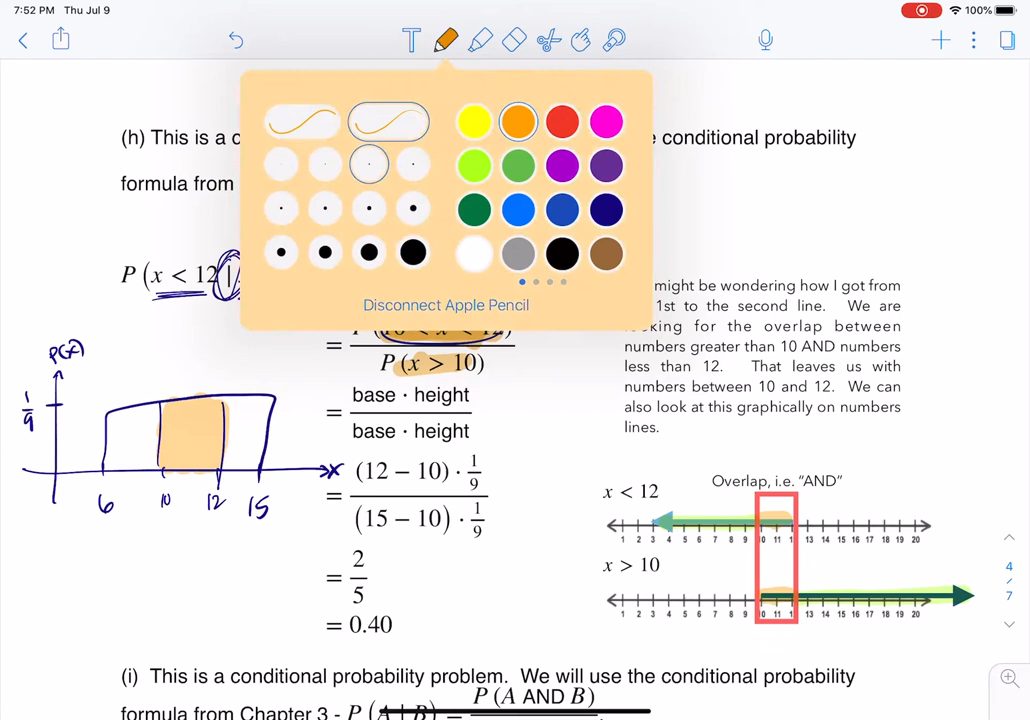 7:52 PM Thu Jul 9
100%
T
(h) This is a c
e conditional probability
formula from
P (x < 12 |
Disconnect Apple Pencil
might be wondering how I got from
1st to the second line. We are
looking for the overlap between
numbers greater than 10 AND numbers
less than 12. That leaves us with
numbers between 10 and 12. We can
also look at this graphically on numbers
lines.
= P (10 < x < 12) / P (x > 10)
= base · height / base · height
= (12 − 10) · 1/9 / (15 − 10) · 1/9
= 2/5
= 0.40
P(x)
1/9
x
6 10 12 15
Overlap, i.e. “AND”
x < 12
1 2 3 4 5 6 7 8 9 0 11 1 13 14 15 16 17 18 19 20
x > 10
1 2 3 4 5 6 7 8 9 0 11 1 13 14 15 16 17 18 19 20
4
/
7
(i) This is a conditional probability problem. We will use the conditional probability
formula from Chapter 3 - P (A | B) = P (A AND B)